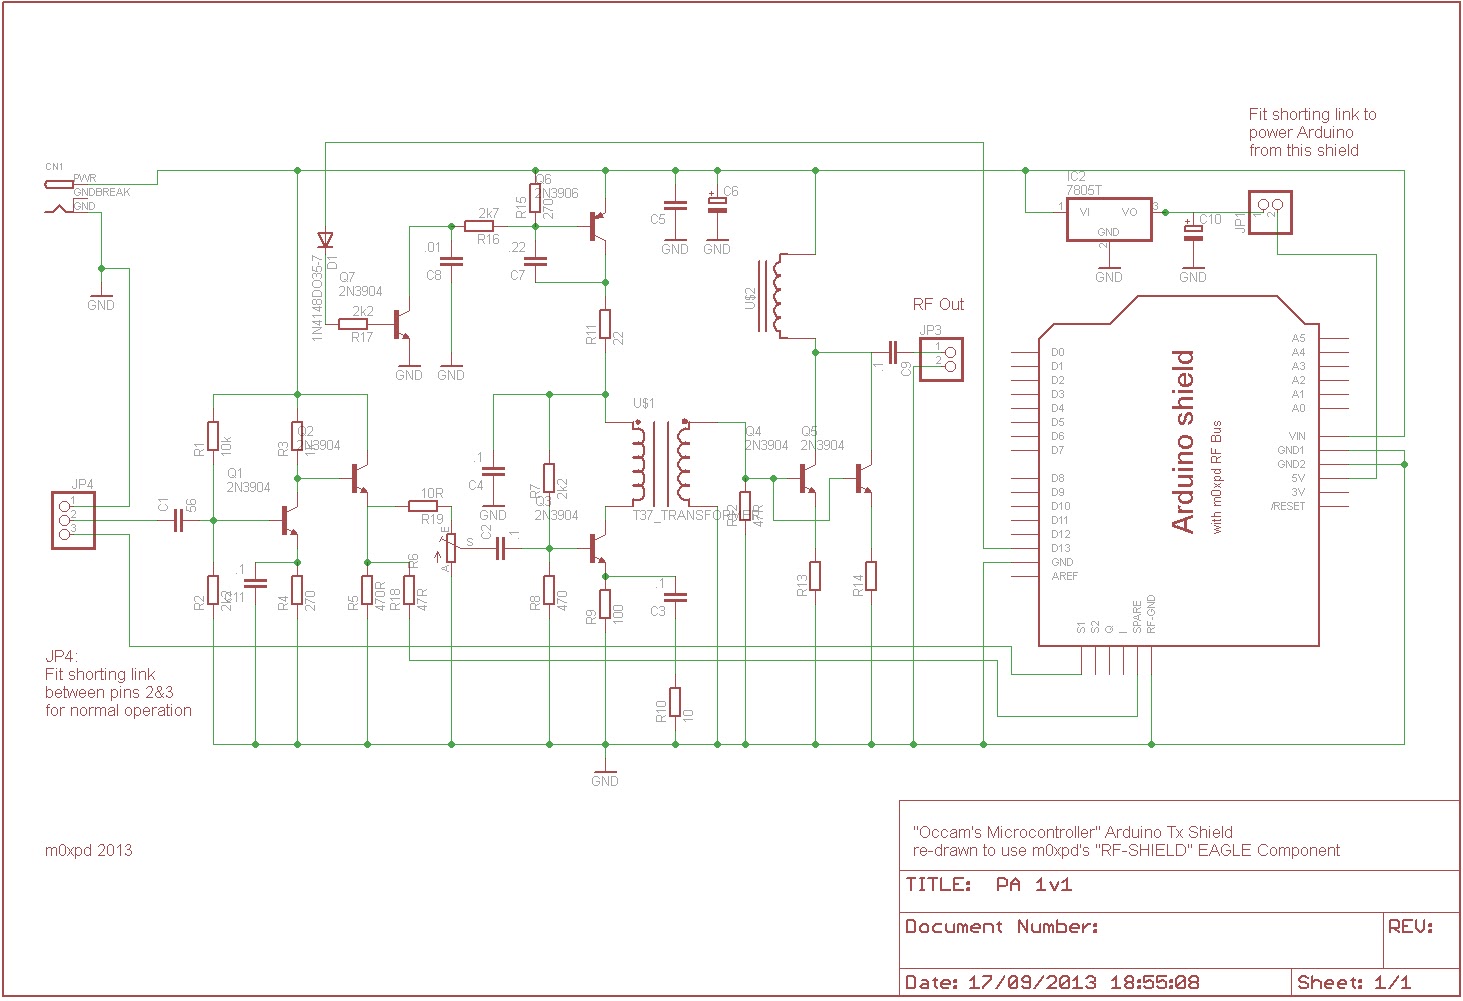 Fit shorting link to
power Arduino
from this shield
CN1
PWR
GNDBREAK
GND
GND
1N4148DO35-7
D1
Q7
2N3904
2k2
R17
GND
.01
C8
GND
2k7
R16
R15
270
Q6
2N3906
.22
C7
R11
22
C5
GND
C6
GND
U$2
IC2
7805T
1
VI
VO
3
GND
2
GND
C10
GND
JP1
1
2
RF Out
JP3
1
2
.1
C9
JP4
1
2
3
C1
56
R1
10k
R2
2k2
Q1
2N3904
R3
Q2
2N3904
.1
C11
R4
270
R5
470R
R18
47R
R6
10R
R19
E
S
A
C2
.1
.1
C4
GND
R7
2k2
Q3
2N3904
R8
470
R9
100
.1
C3
R10
10
U$1
T37_TRANSFORMER
47R
Q4
2N3904
Q5
2N3904
R13
R14
GND
Arduino shield
with m0xpd RF Bus
D0
D1
D2
D3
D4
D5
D6
D7
D8
D9
D10
D11
D12
D13
GND
AREF
A5
A4
A3
A2
A1
A0
VIN
GND1
GND2
5V
3V
/RESET
S1
S2
Q
I
SPARE
RF-GND
JP4:
Fit shorting link
between pins 2&3
for normal operation
m0xpd 2013
"Occam's Microcontroller" Arduino Tx Shield
re-drawn to use m0xpd's "RF-SHIELD" EAGLE Component
TITLE: PA 1v1
Document Number:
REV:
Date: 17/09/2013 18:55:08
Sheet: 1/1